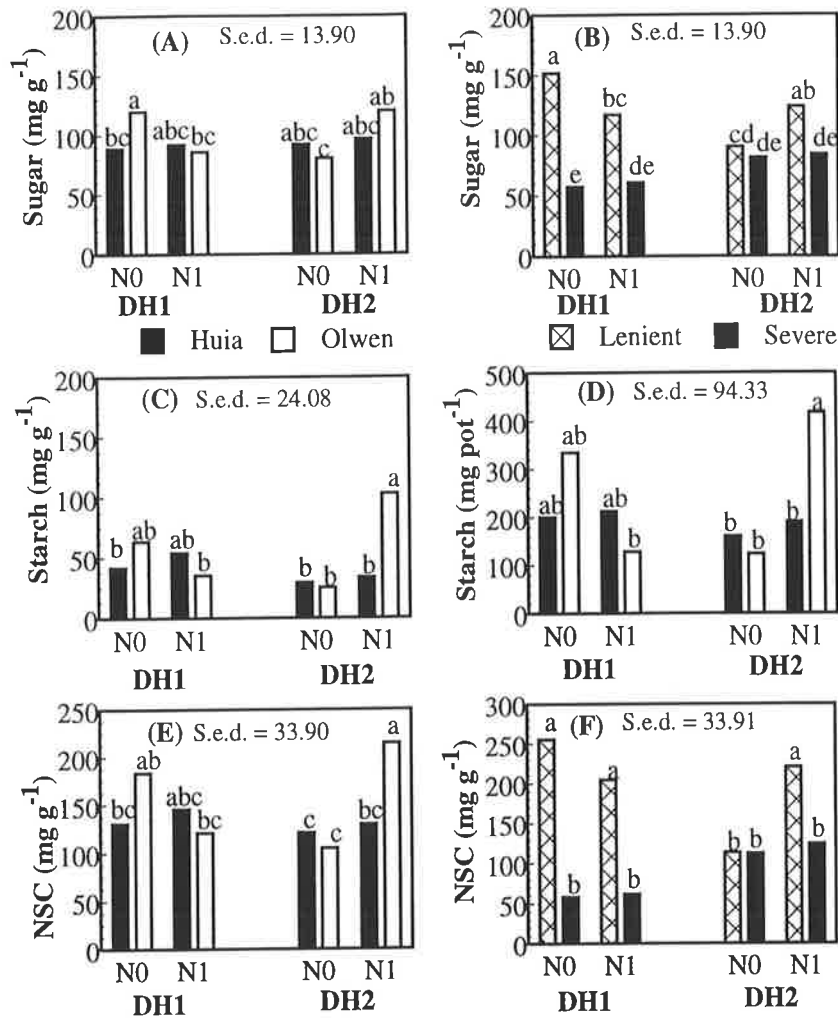 (A) S.e.d. = 13.90
Sugar (mg g-1)
200
150
100
50
0
bc a abc bc abc c abc ab
N0 N1 N0 N1
DH1 DH2
Huia Olwen
(B) S.e.d. = 13.90
Sugar (mg g-1)
200
150
100
50
0
a e bc de cd de ab de
N0 N1 N0 N1
DH1 DH2
Lenient Severe
(C) S.e.d. = 24.08
Starch (mg g-1)
200
150
100
50
0
b ab ab b b b b a
N0 N1 N0 N1
DH1 DH2
(D) S.e.d. = 94.33
Starch (mg pot-1)
500
400
300
200
100
0
ab ab ab b b b b a
N0 N1 N0 N1
DH1 DH2
(E) S.e.d. = 33.90
NSC (mg g-1)
250
200
150
100
50
0
bc ab abc bc c c bc a
N0 N1 N0 N1
DH1 DH2
(F) S.e.d. = 33.91
NSC (mg g-1)
300
250
200
150
100
50
0
a b a b b b a b
N0 N1 N0 N1
DH1 DH2